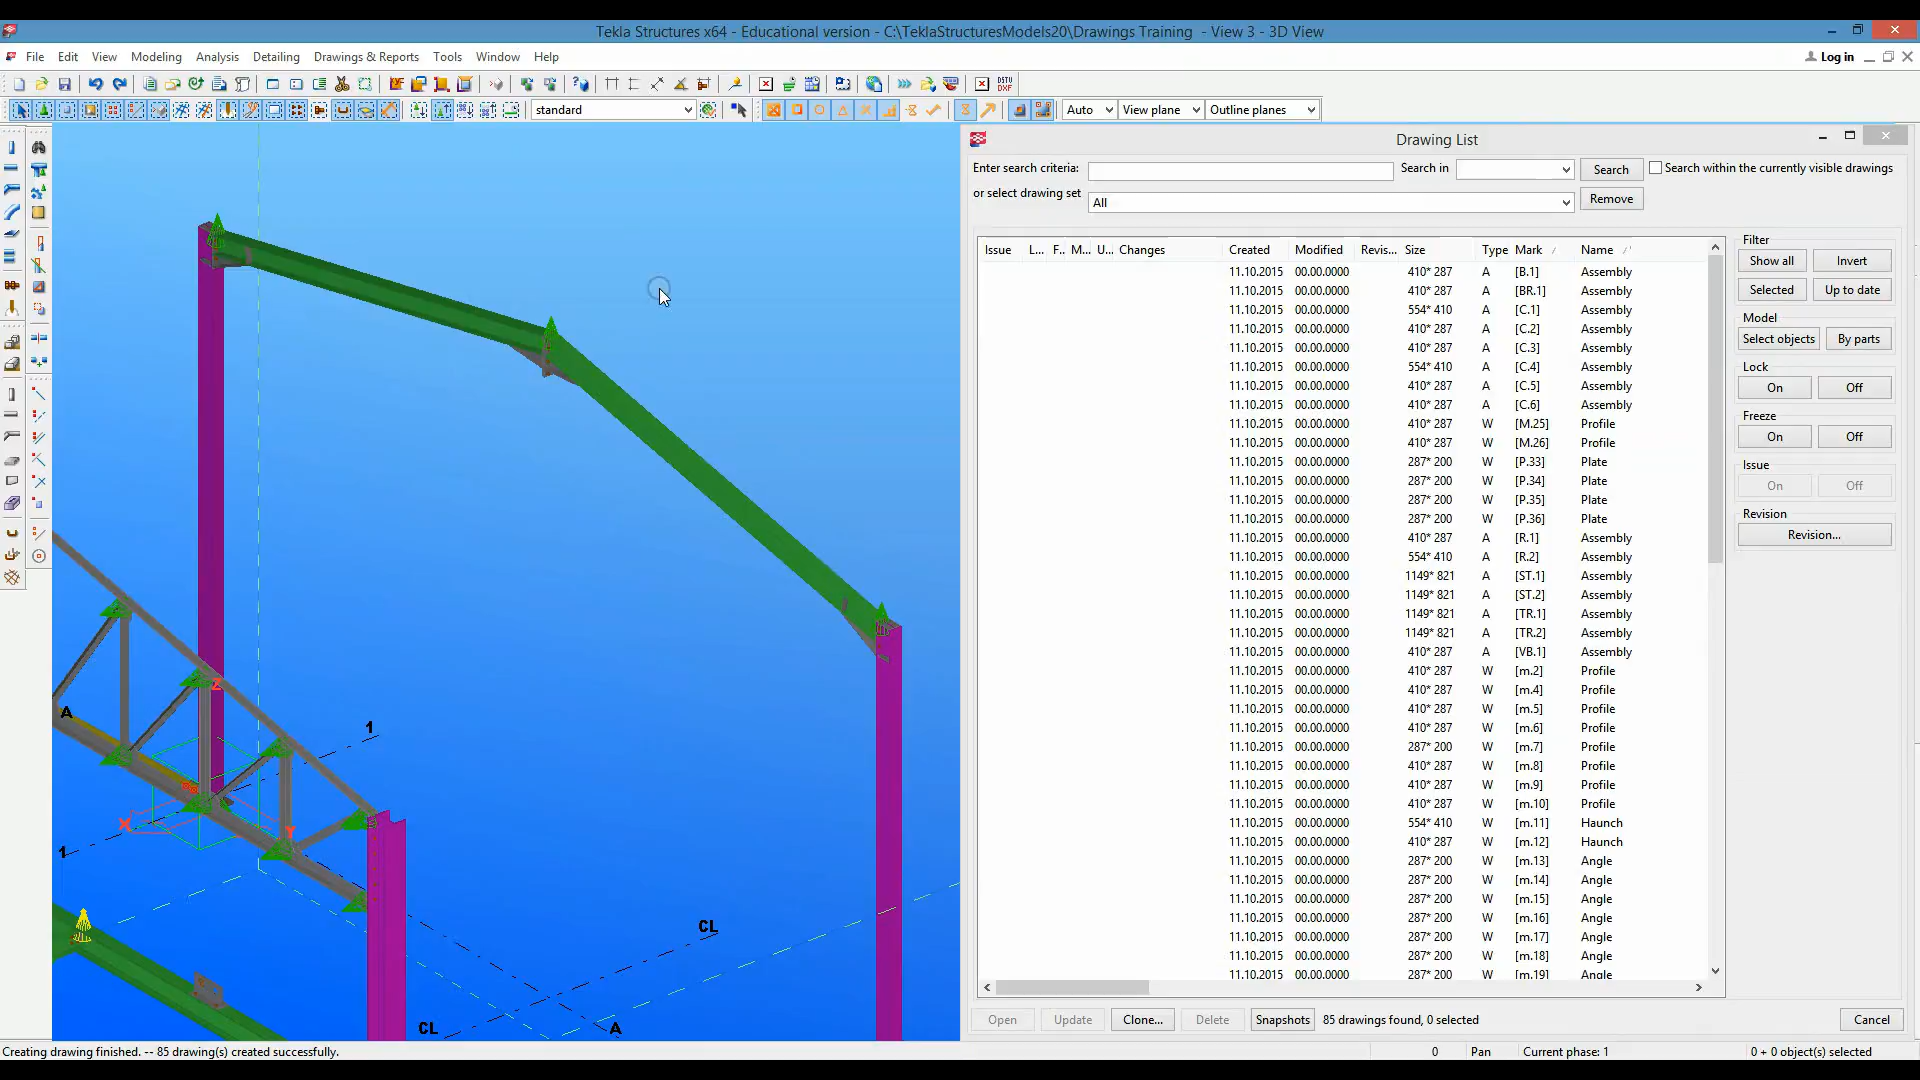 Tekla Structures x64 - Educational version - C:\TeklaStructuresModels20\Drawings Training - View 3 - 3D View
File Edit View Modeling Analysis Detailing Drawings & Reports Tools Window Help Log in
DSTV
DXF
standard Auto View plane Outline planes
Drawing List
Enter search criteria: Search in Search Search within the currently visible drawings
or select drawing set All Remove
Issue L... F.. M... U... Changes Created Modified Revis... Size Type Mark Name
11.10.2015 00.00.0000 410* 287 A [B.1] Assembly
11.10.2015 00.00.0000 410* 287 A [BR.1] Assembly
11.10.2015 00.00.0000 554* 410 A [C.1] Assembly
11.10.2015 00.00.0000 410* 287 A [C.2] Assembly
11.10.2015 00.00.0000 410* 287 A [C.3] Assembly
11.10.2015 00.00.0000 554* 410 A [C.4] Assembly
11.10.2015 00.00.0000 410* 287 A [C.5] Assembly
11.10.2015 00.00.0000 410* 287 A [C.6] Assembly
11.10.2015 00.00.0000 410* 287 W [M.25] Profile
11.10.2015 00.00.0000 410* 287 W [M.26] Profile
11.10.2015 00.00.0000 287* 200 W [P.33] Plate
11.10.2015 00.00.0000 287* 200 W [P.34] Plate
11.10.2015 00.00.0000 287* 200 W [P.35] Plate
11.10.2015 00.00.0000 287* 200 W [P.36] Plate
11.10.2015 00.00.0000 410* 287 A [R.1] Assembly
11.10.2015 00.00.0000 554* 410 A [R.2] Assembly
11.10.2015 00.00.0000 1149* 821 A [ST.1] Assembly
11.10.2015 00.00.0000 1149* 821 A [ST.2] Assembly
11.10.2015 00.00.0000 1149* 821 A [TR.1] Assembly
11.10.2015 00.00.0000 1149* 821 A [TR.2] Assembly
11.10.2015 00.00.0000 410* 287 A [VB.1] Assembly
11.10.2015 00.00.0000 410* 287 W [m.2] Profile
11.10.2015 00.00.0000 410* 287 W [m.4] Profile
11.10.2015 00.00.0000 410* 287 W [m.5] Profile
11.10.2015 00.00.0000 410* 287 W [m.6] Profile
11.10.2015 00.00.0000 287* 200 W [m.7] Profile
11.10.2015 00.00.0000 410* 287 W [m.8] Profile
11.10.2015 00.00.0000 410* 287 W [m.9] Profile
11.10.2015 00.00.0000 410* 287 W [m.10] Profile
11.10.2015 00.00.0000 554* 410 W [m.11] Haunch
11.10.2015 00.00.0000 410* 287 W [m.12] Haunch
11.10.2015 00.00.0000 287* 200 W [m.13] Angle
11.10.2015 00.00.0000 287* 200 W [m.14] Angle
11.10.2015 00.00.0000 287* 200 W [m.15] Angle
11.10.2015 00.00.0000 287* 200 W [m.16] Angle
11.10.2015 00.00.0000 287* 200 W [m.17] Angle
11.10.2015 00.00.0000 287* 200 W [m.18] Angle
11.10.2015 00.00.0000 287* 200 W [m.19] Angle
Filter
Show all Invert
Selected Up to date
Model
Select objects By parts
Lock
On Off
Freeze
On Off
Issue
On Off
Revision
Revision...
Open Update Clone... Delete Snapshots 85 drawings found, 0 selected Cancel
Z
A
1
X
Y
1
CL
CL
A
Creating drawing finished. -- 85 drawing(s) created successfully. 0 Pan Current phase: 1 0 + 0 object(s) selected